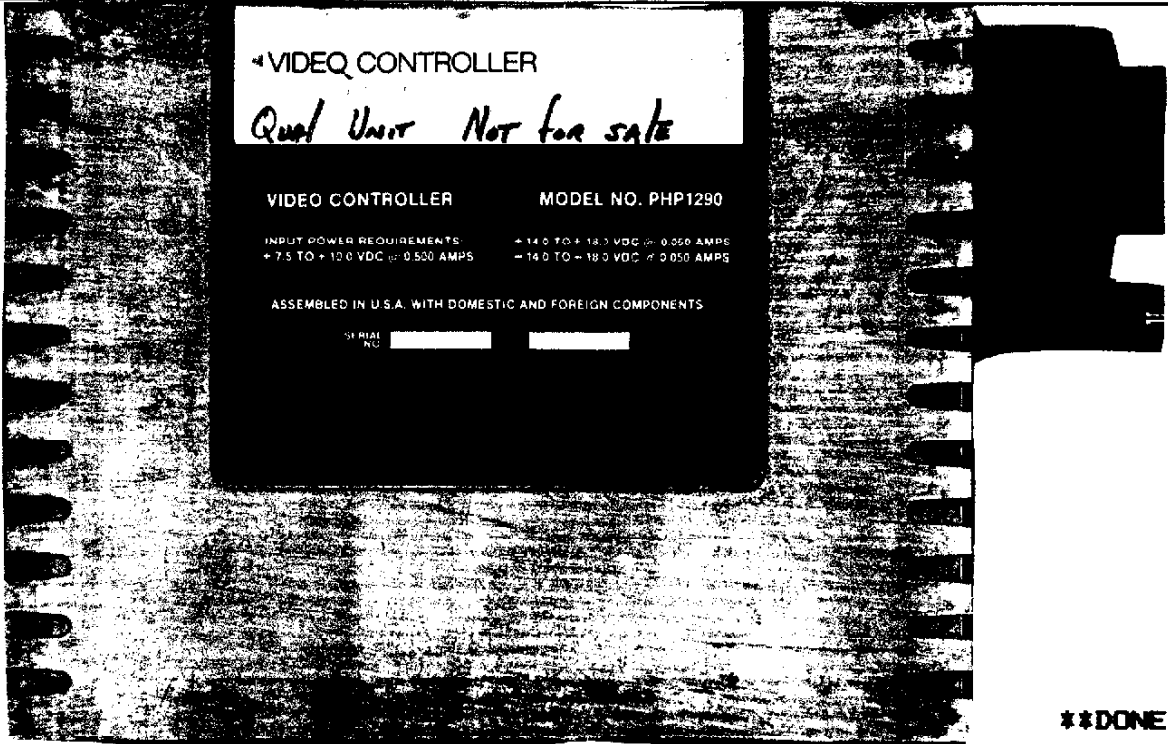 VIDEO CONTROLLER
Qual Unit Not for sale
VIDEO CONTROLLER MODEL NO. PHP1290
INPUT POWER REQUIREMENTS: + 14.0 TO + 18.0 VDC @ 0.050 AMPS
+ 7.5 TO + 10.0 VDC @ 0.500 AMPS − 14.0 TO − 18.0 VDC @ 0.050 AMPS
ASSEMBLED IN U.S.A. WITH DOMESTIC AND FOREIGN COMPONENTS
SERIAL
NO.
**DONE